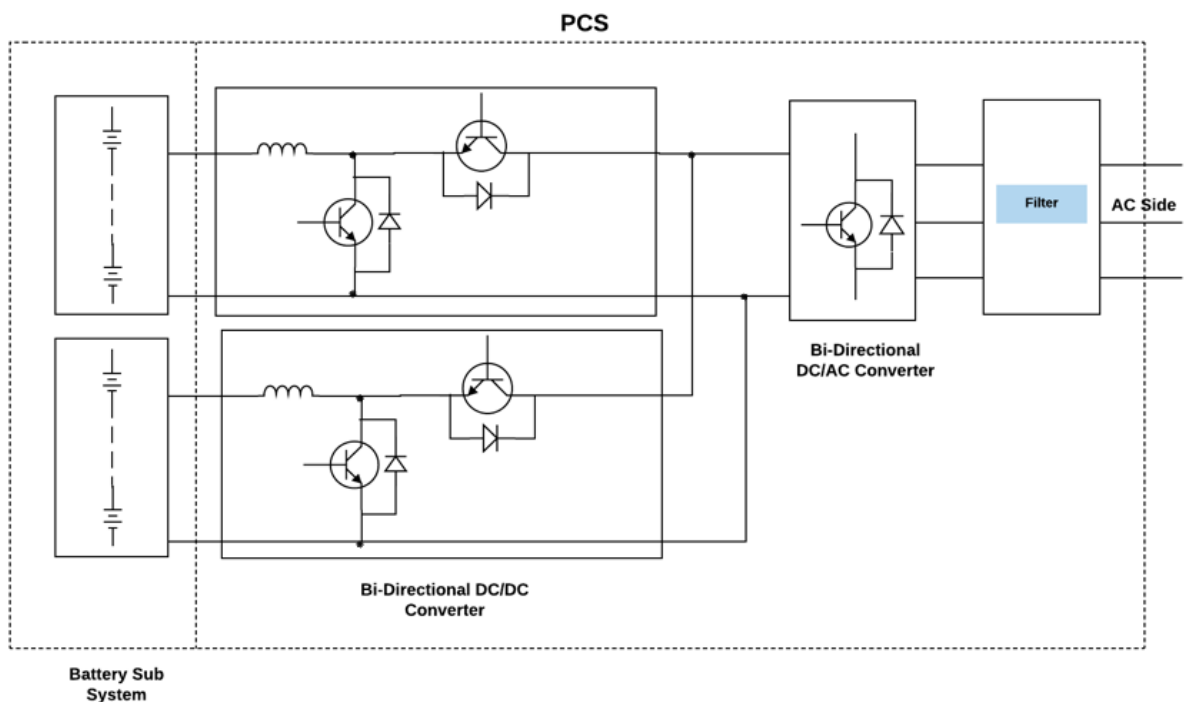 PCS
Filter
AC Side
Bi-Directional
DC/AC Converter
Bi-Directional DC/DC
Converter
Battery Sub
System